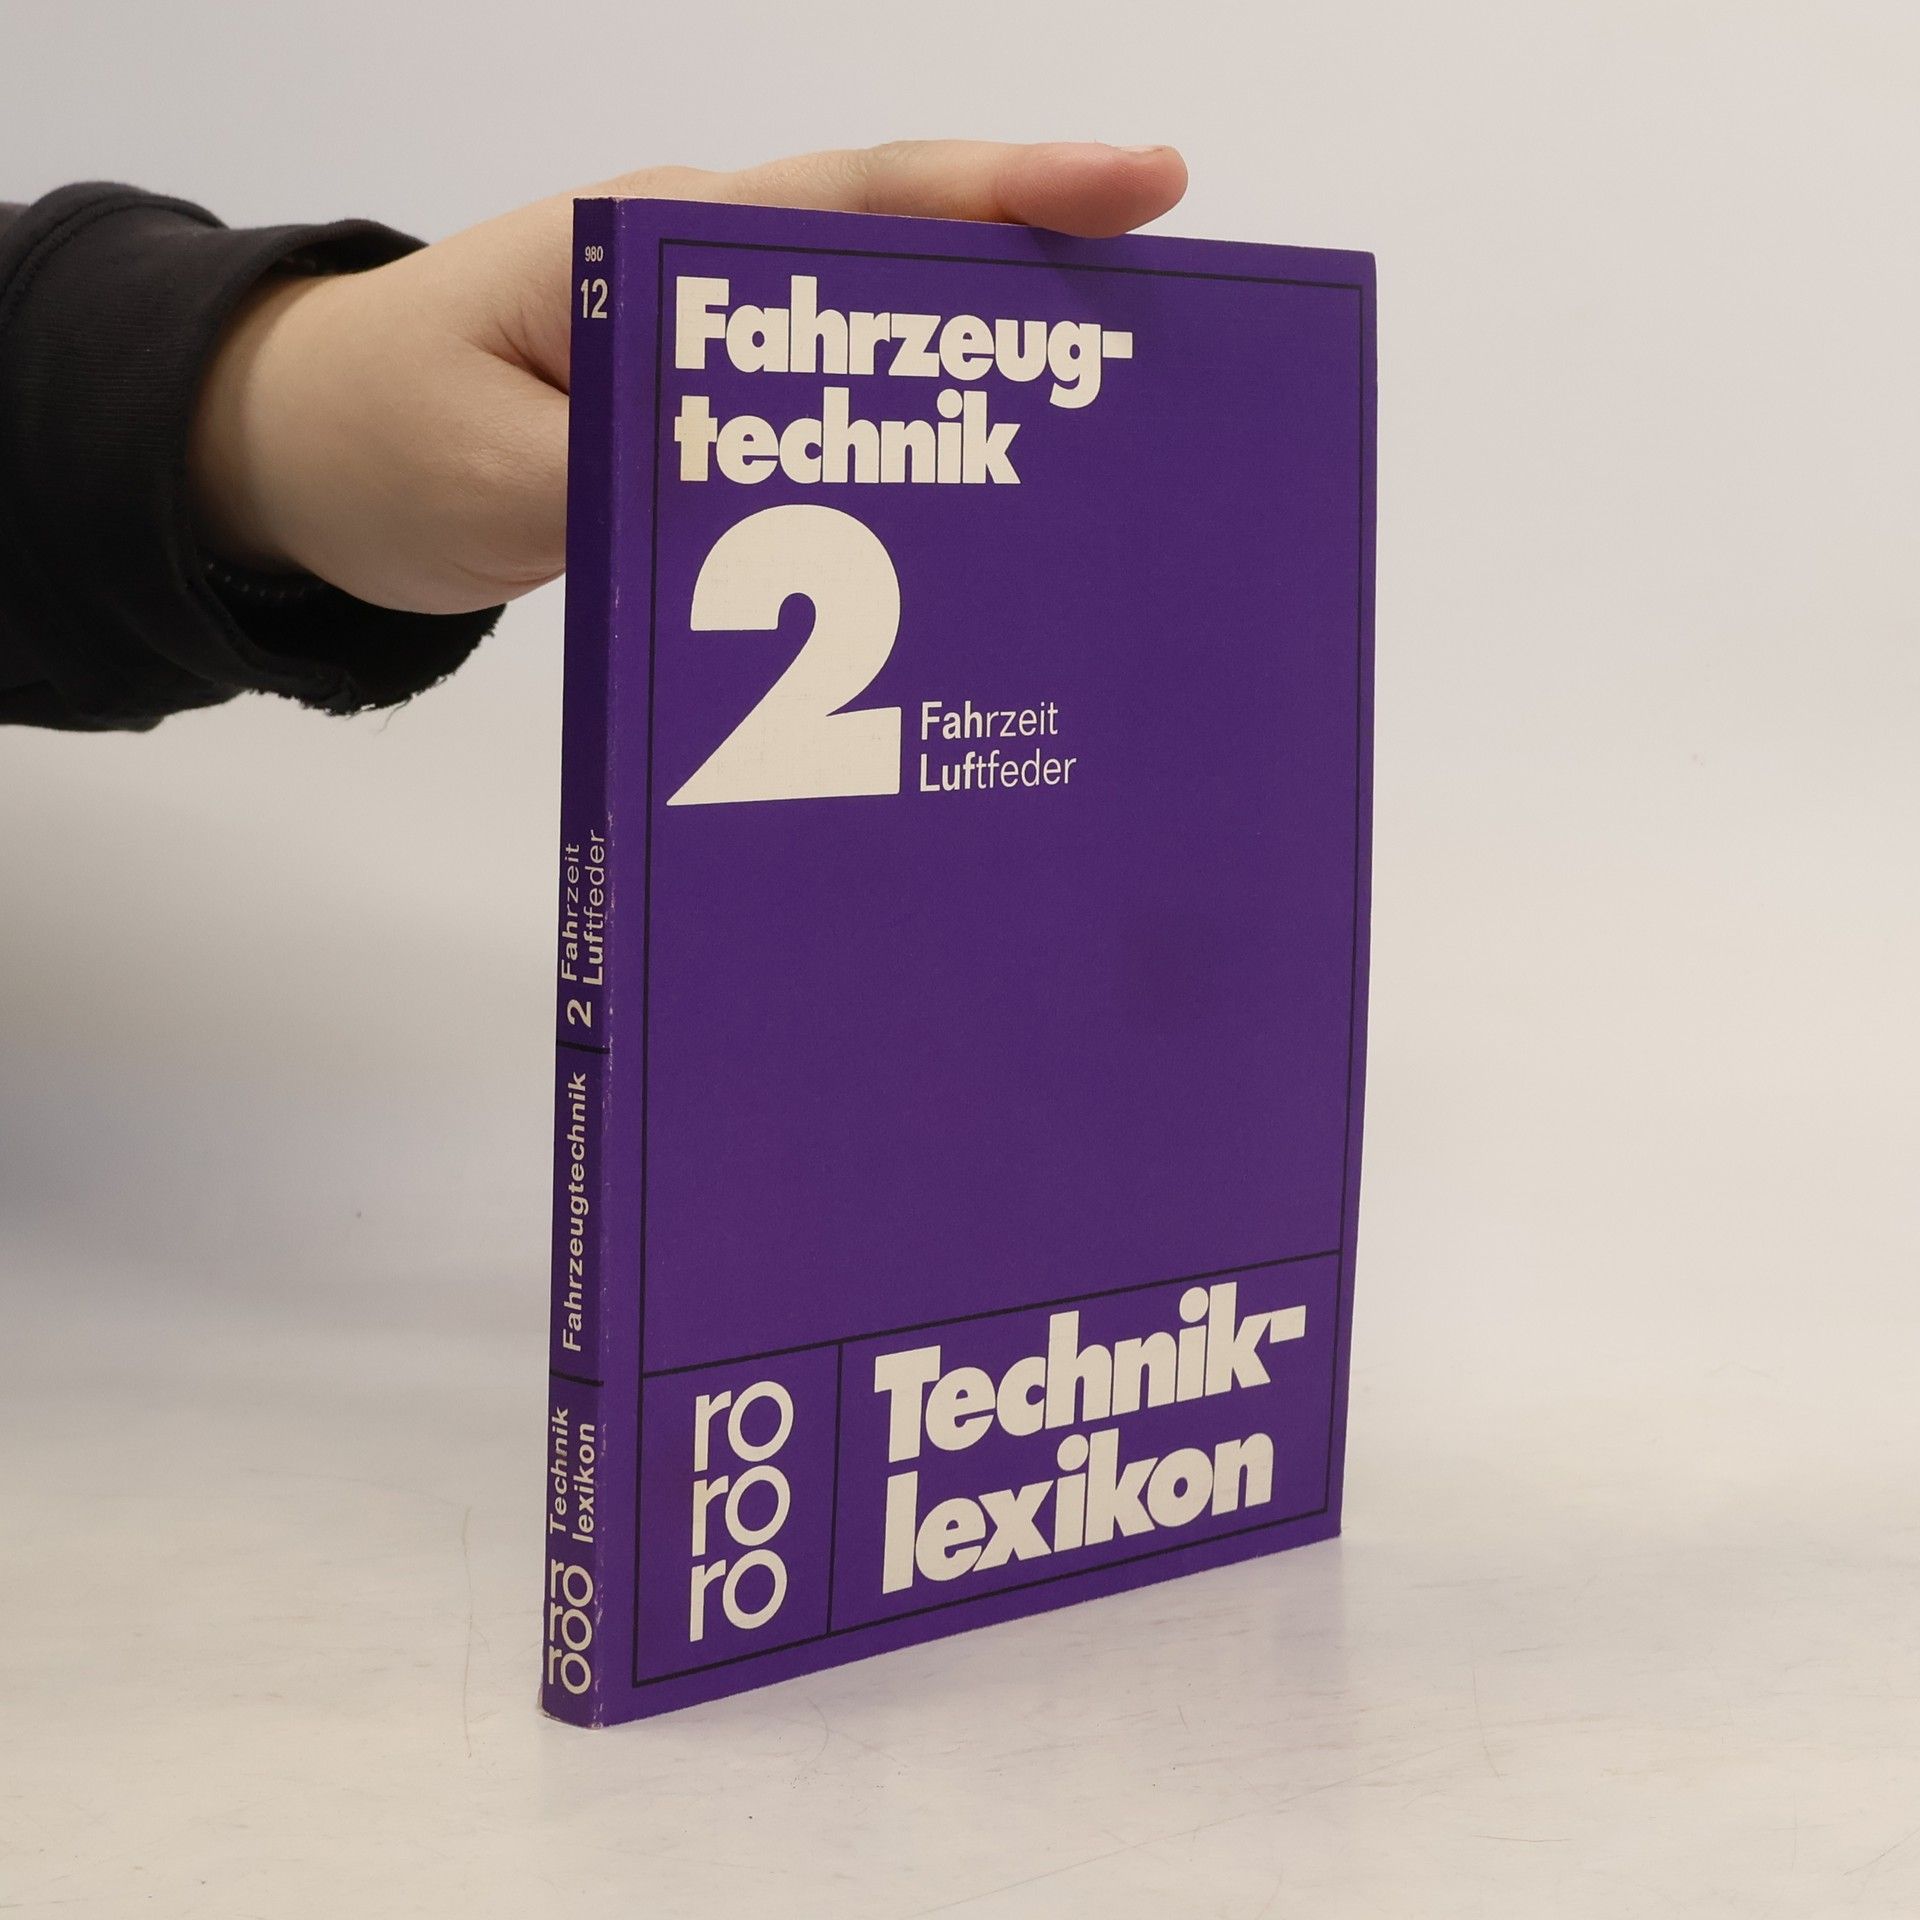 980
12
Fahrzeug-
technik
2
Fahrzeit
Luftfeder
Technik-
lexikon
ro
ro
ro
2 Fahrzeit
Luftfeder
Fahrzeugtechnik
Technik
lexikon
ro
ro
ro